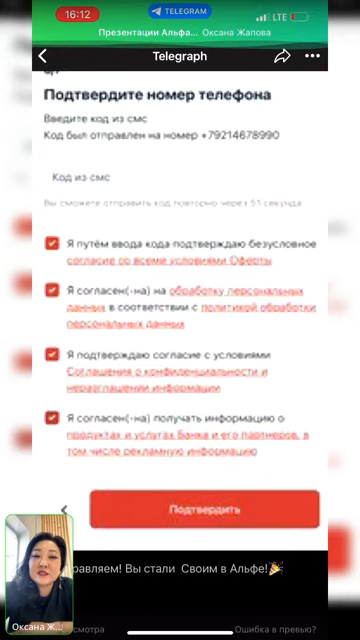 16:12
TELEGRAM
LTE
Презентации Альфа... Оксана Жапова
Telegraph
Подтвердите номер телефона
Введите код из смс
Код был отправлен на номер +79214678990
Код из смс
Вы сможете отправить код повторно через 51 секунда
Я путём ввода кода подтверждаю безусловное
согласие со всеми условиями Оферты
Я согласен(-на) на обработку персональных
данных в соответствии с политикой обработки
персональных данных
Я подтверждаю согласие с условиями
Соглашения о конфиденциальности и
неразглашении информации
Я согласен(-на) получать информацию о
продуктах и услугах Банка и его партнеров, в
том числе рекламную информацию
Подтвердить
равляем! Вы стали Своим в Альфе!🎉
Оксана Ж...
смотра
Ошибка в превью?